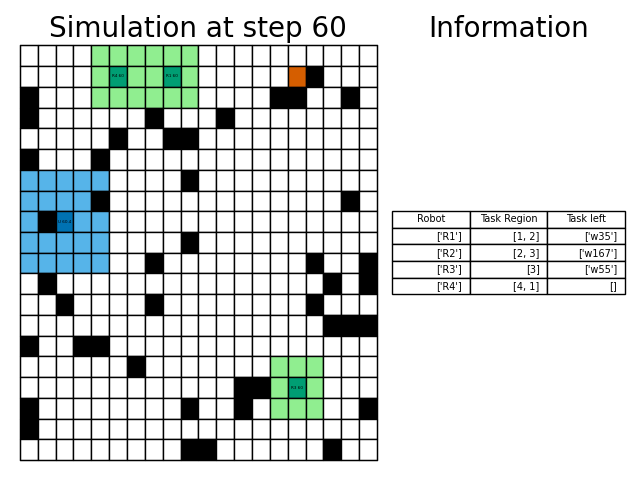 Simulation at step 60
Information
Robot Task Region Task left
['R1'] [1, 2] ['w35']
['R2'] [2, 3] ['w167']
['R3'] [3] ['w55']
['R4'] [4, 1] []